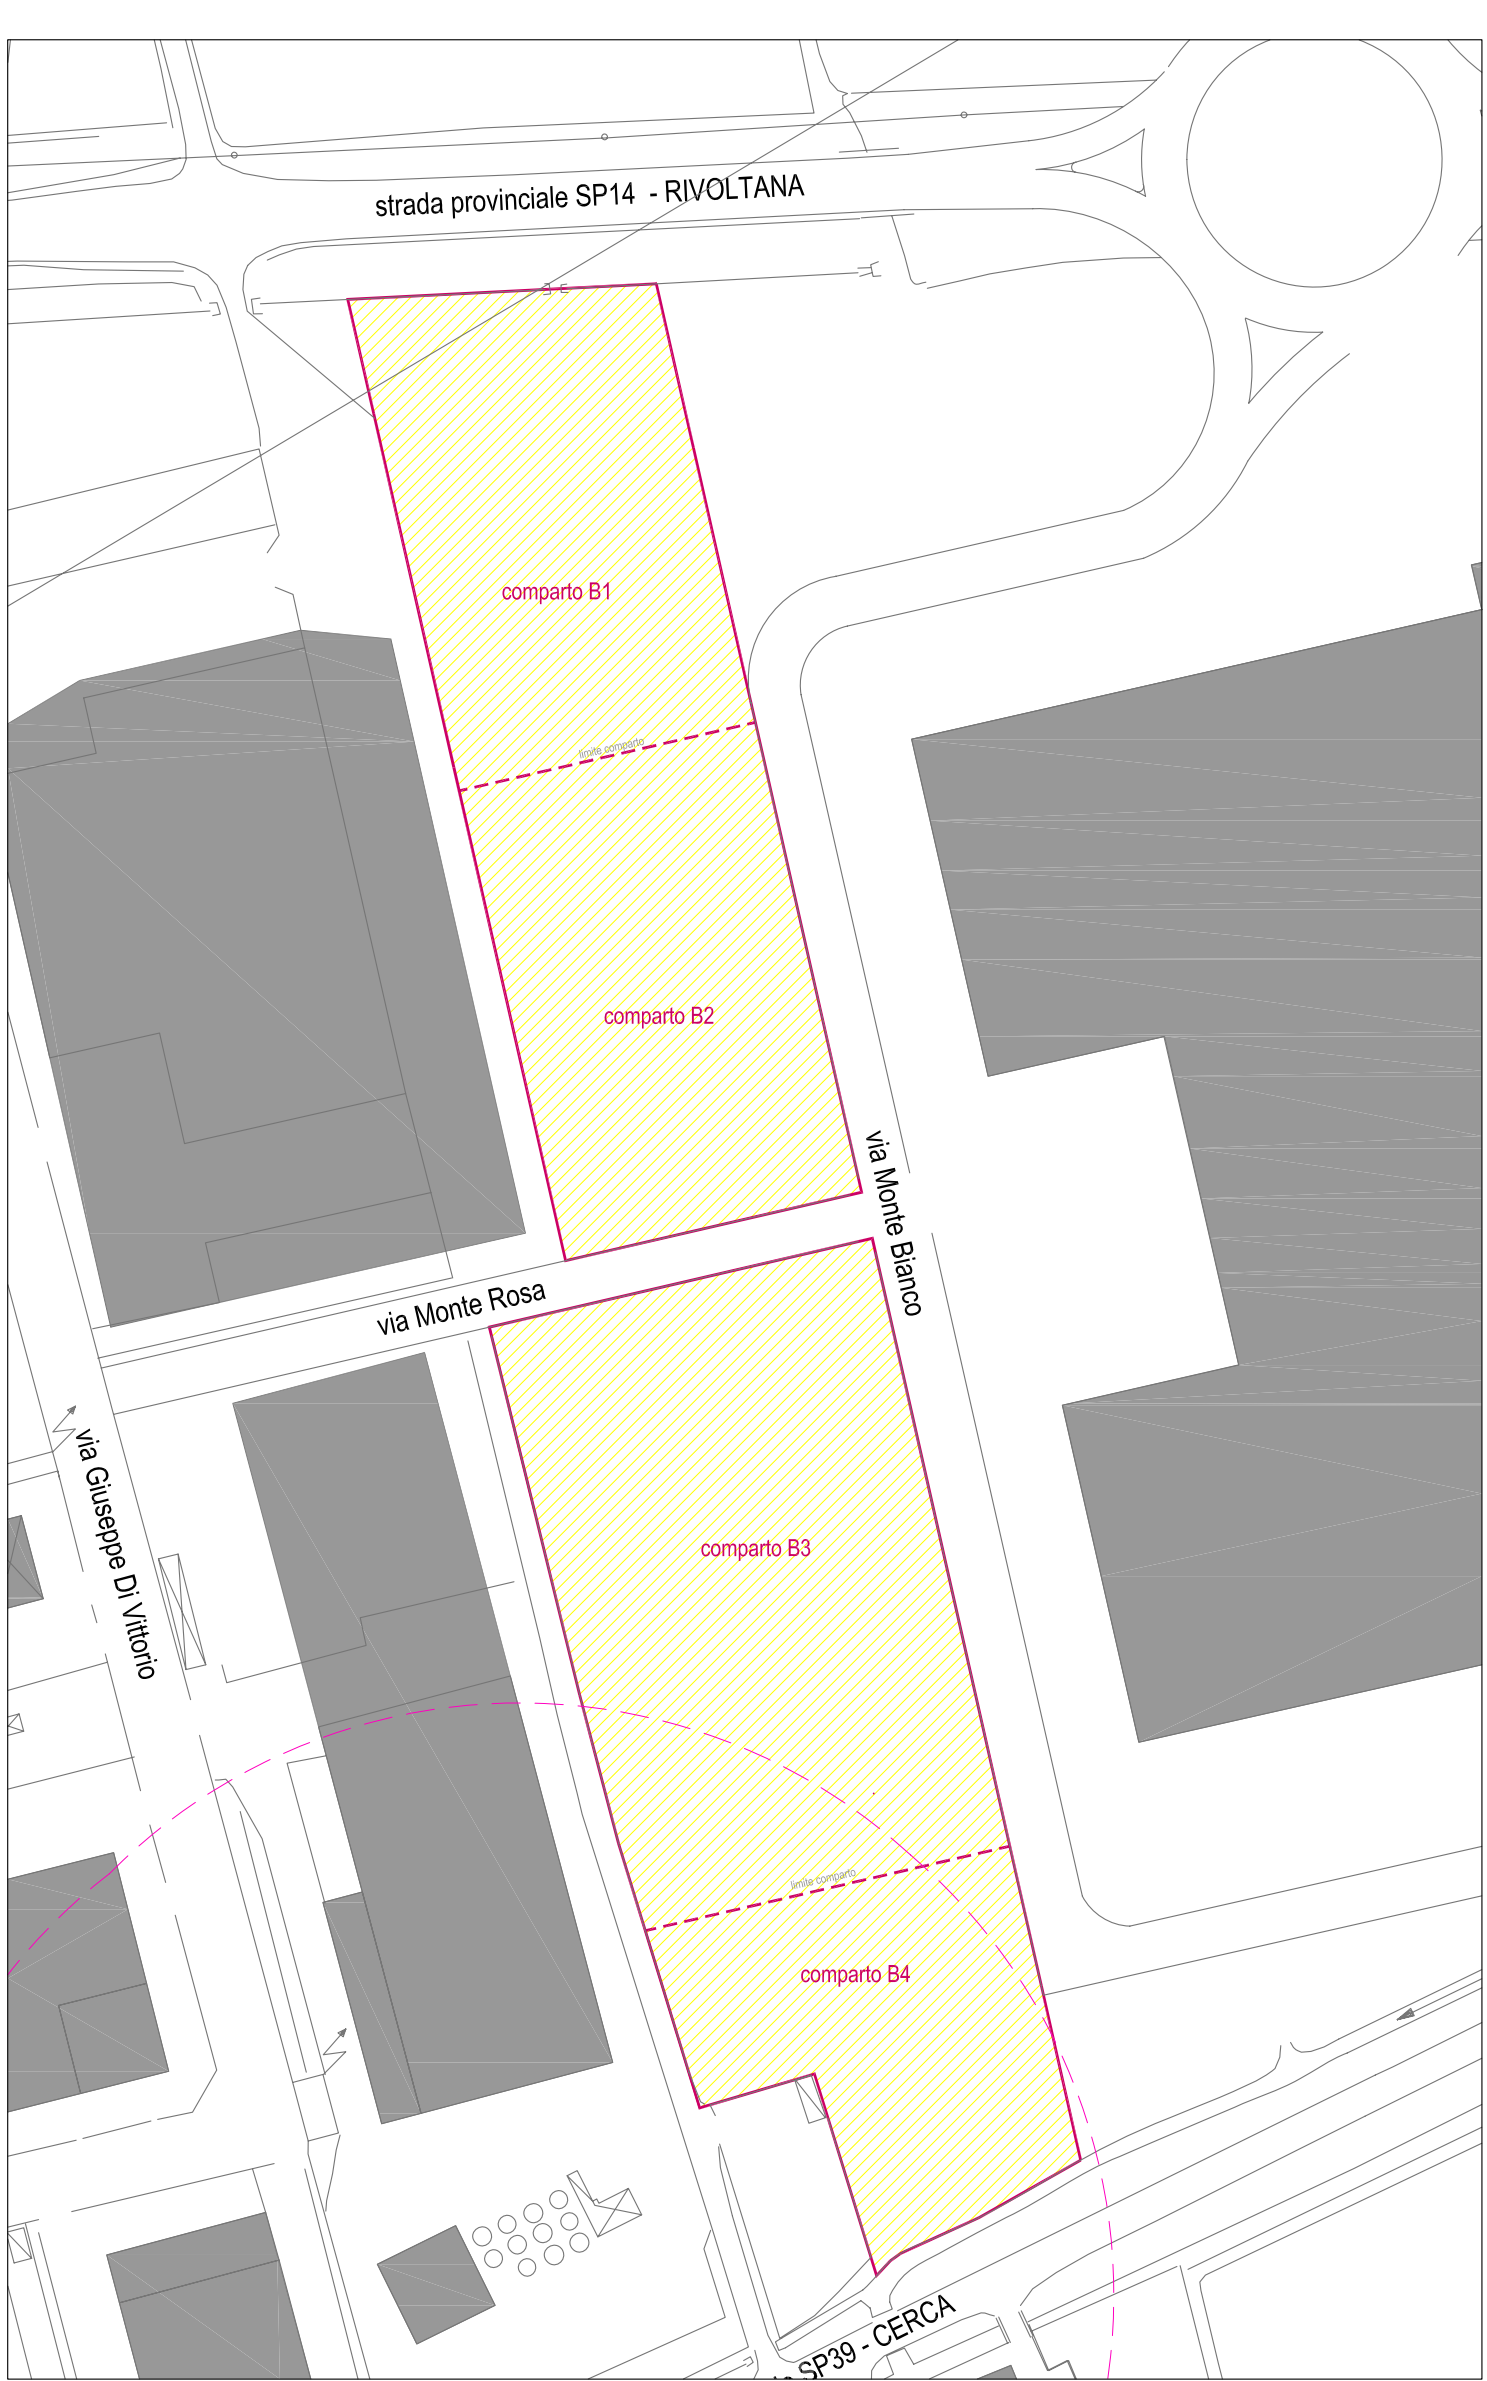 strada provinciale SP14 - RIVOLTANA
comparto B1
limite comparto
comparto B2
via Monte Bianco
via Monte Rosa
via Giuseppe Di Vittorio
comparto B3
limite comparto
comparto B4
SP39 - CERCA